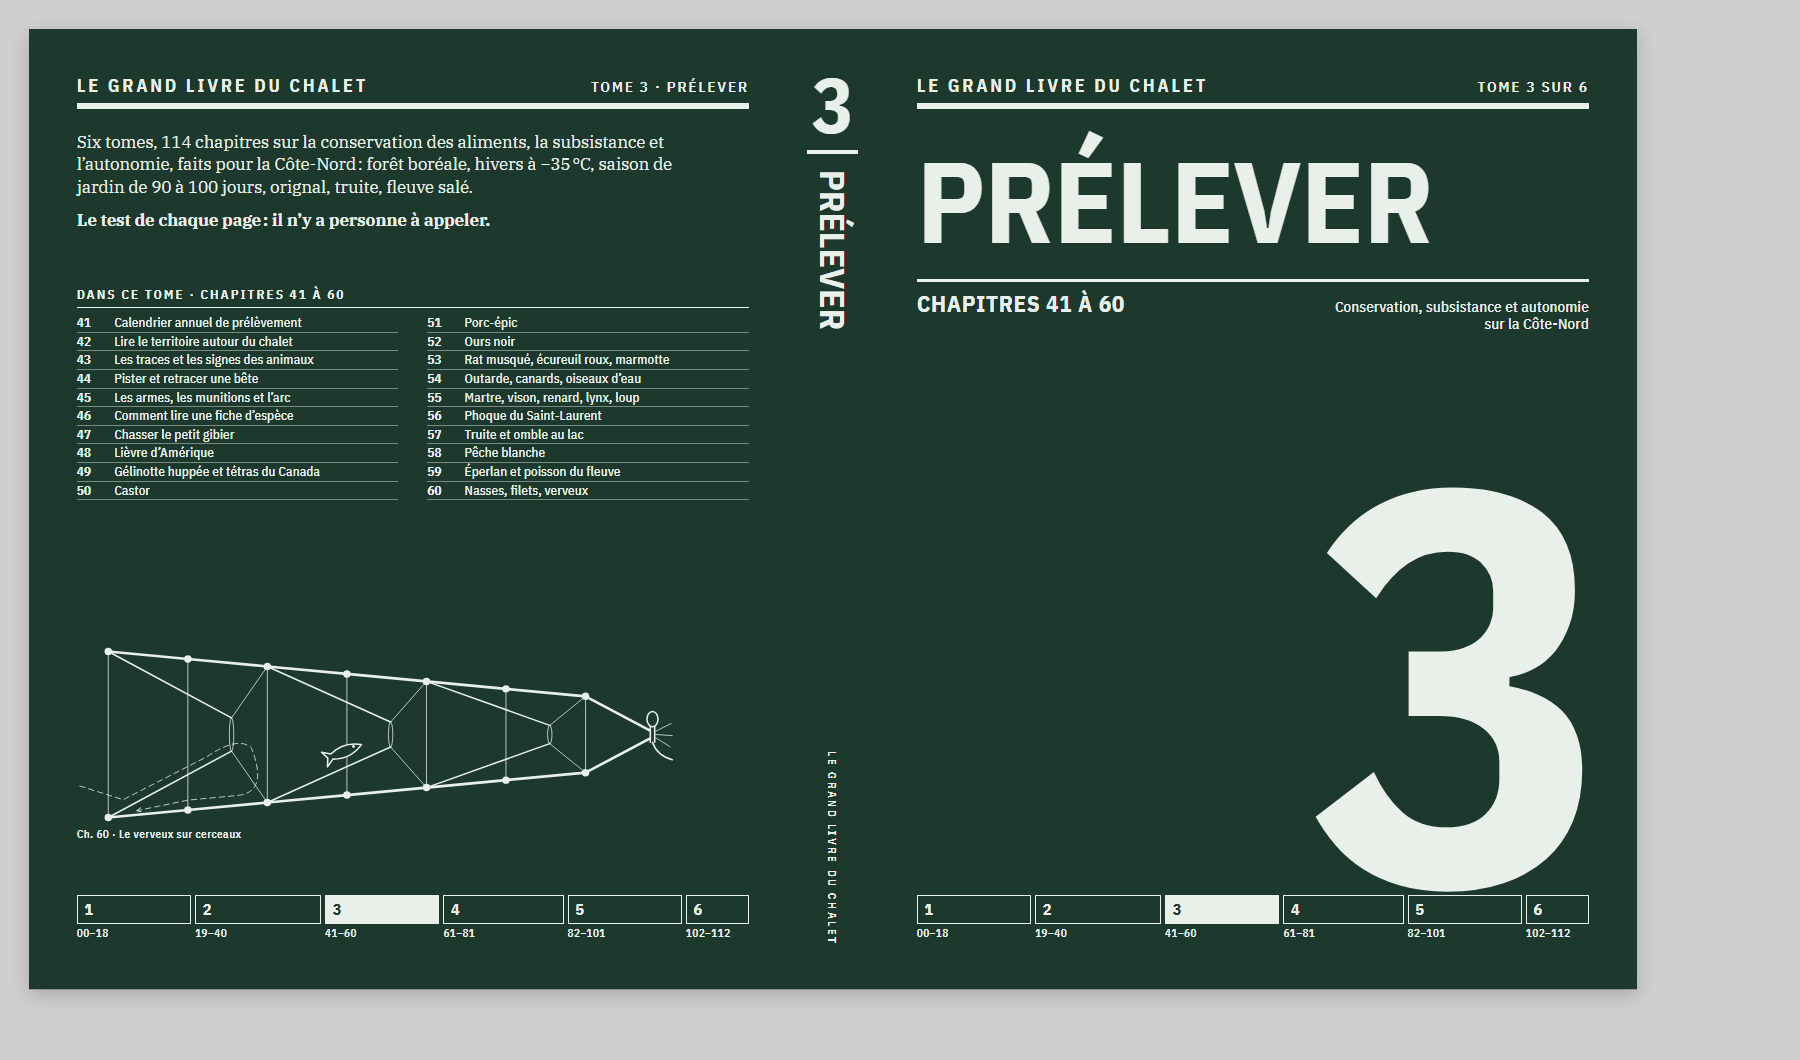 LE GRAND LIVRE DU CHALET
TOME 3 · PRÉLEVER
Six tomes, 114 chapitres sur la conservation des aliments, la subsistance et
l’autonomie, faits pour la Côte-Nord : forêt boréale, hivers à −35 °C, saison de
jardin de 90 à 100 jours, orignal, truite, fleuve salé.
Le test de chaque page : il n’y a personne à appeler.
DANS CE TOME · CHAPITRES 41 À 60
41 Calendrier annuel de prélèvement
42 Lire le territoire autour du chalet
43 Les traces et les signes des animaux
44 Pister et retracer une bête
45 Les armes, les munitions et l’arc
46 Comment lire une fiche d’espèce
47 Chasser le petit gibier
48 Lièvre d’Amérique
49 Gélinotte huppée et tétras du Canada
50 Castor
51 Porc-épic
52 Ours noir
53 Rat musqué, écureuil roux, marmotte
54 Outarde, canards, oiseaux d’eau
55 Martre, vison, renard, lynx, loup
56 Phoque du Saint-Laurent
57 Truite et omble au lac
58 Pêche blanche
59 Éperlan et poisson du fleuve
60 Nasses, filets, verveux
Ch. 60 · Le verveux sur cerceaux
1 2 3 4 5 6
00–18 19–40 41–60 61–81 82–101 102–112
3
PRÉLEVER
LE GRAND LIVRE DU CHALET
LE GRAND LIVRE DU CHALET
TOME 3 SUR 6
PRÉLEVER
CHAPITRES 41 À 60
Conservation, subsistance et autonomie
sur la Côte-Nord
3
1 2 3 4 5 6
00–18 19–40 41–60 61–81 82–101 102–112